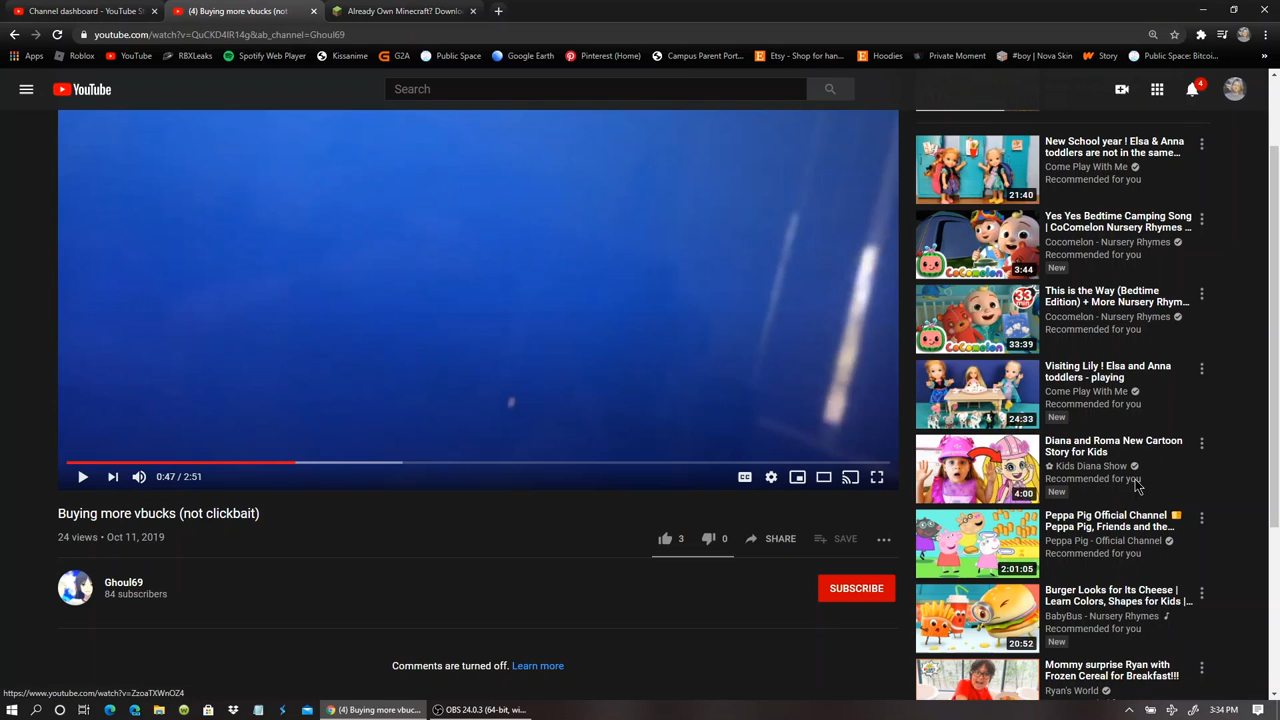 Channel dashboard - YouTube St
(4) Buying more vbucks (not
Already Own Minecraft? Downlo
youtube.com/watch?v=QuCKD4IR14g&ab_channel=Ghoul69
Apps
Roblox
YouTube
RBXLeaks
Spotify Web Player
Kissanime
G2A
Public Space
Google Earth
Pinterest (Home)
Campus Parent Port...
Etsy - Shop for han...
Hoodies
Private Moment
#boy | Nova Skin
Story
Public Space: Bitcoi...
YouTube
Search
4
New School year ! Elsa & Anna
toddlers are not in the same...
Come Play With Me
Recommended for you
21:40
Yes Yes Bedtime Camping Song
| CoComelon Nursery Rhymes ...
Cocomelon - Nursery Rhymes
Recommended for you
New
COCOMELON
3:44
This is the Way (Bedtime
Edition) + More Nursery Rhym...
Cocomelon - Nursery Rhymes
Recommended for you
33
min
COCOMELON
33:39
Visiting Lily ! Elsa and Anna
toddlers - playing
Come Play With Me
Recommended for you
New
24:33
Diana and Roma New Cartoon
Story for Kids
Kids Diana Show
Recommended for you
New
4:00
Peppa Pig Official Channel
Peppa Pig, Friends and the...
Peppa Pig - Official Channel
Recommended for you
2:01:05
Burger Looks for Its Cheese |
Learn Colors, Shapes for Kids |...
BabyBus - Nursery Rhymes
Recommended for you
New
20:52
Mommy surprise Ryan with
Frozen Cereal for Breakfast!!!
Ryan's World
0:47 / 2:51
CC
Buying more vbucks (not clickbait)
24 views • Oct 11, 2019
3
0
SHARE
SAVE
Ghoul69
84 subscribers
SUBSCRIBE
Comments are turned off. Learn more
https://www.youtube.com/watch?v=ZzoaTXWnOZ4
(4) Buying more vbuc...
OBS 24.0.3 (64-bit, wi...
3:34 PM